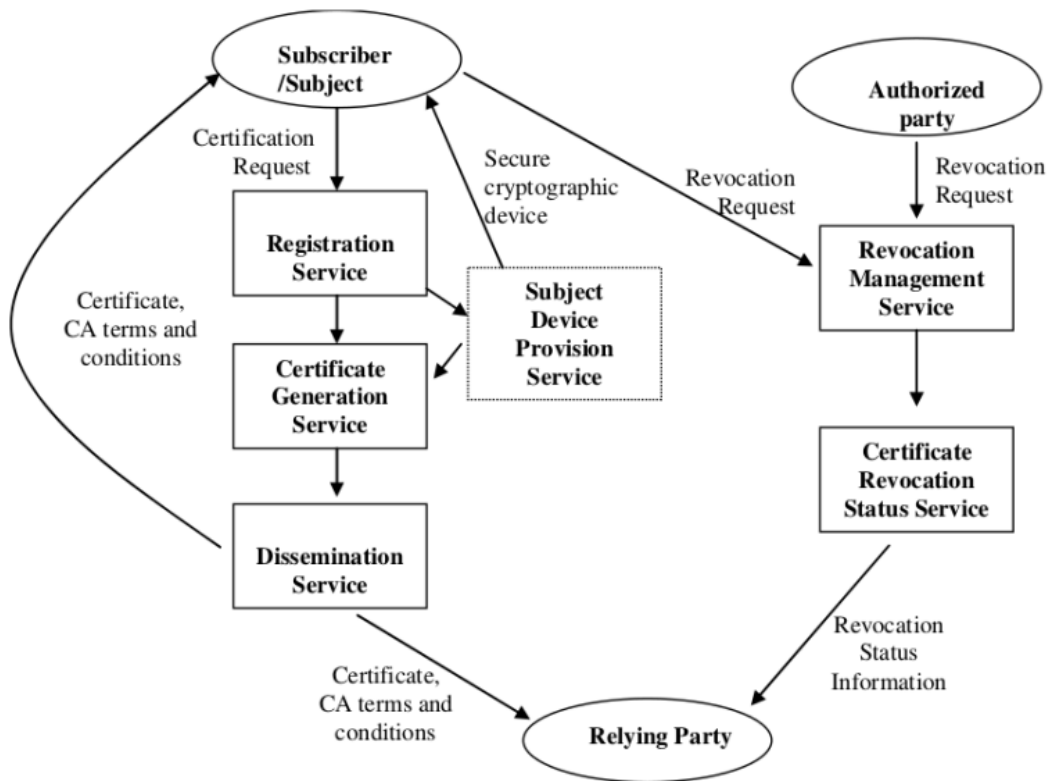 Subscriber
/Subject
Authorized
party
Certification
Request
Secure
cryptographic
device
Revocation
Request
Revocation
Request
Registration
Service
Revocation
Management
Service
Subject
Device
Provision
Service
Certificate,
CA terms and
conditions
Certificate
Generation
Service
Certificate
Revocation
Status Service
Dissemination
Service
Revocation
Status
Information
Certificate,
CA terms and
conditions
Relying Party